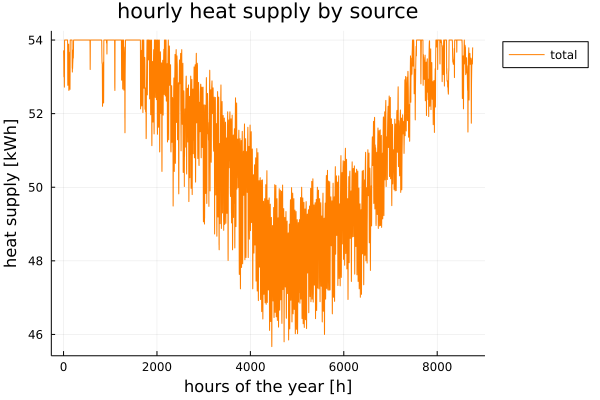 hourly heat supply by source
heat supply [kWh]
54
52
50
48
46
0 2000 4000 6000 8000
hours of the year [h]
total